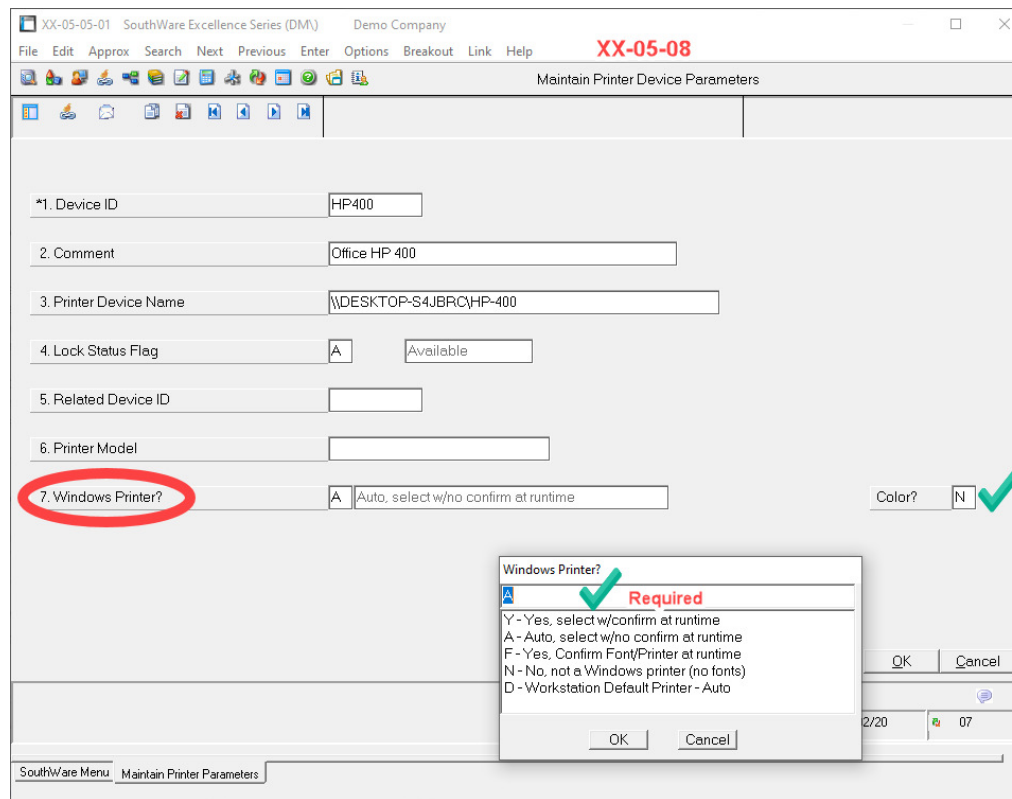 XX-05-05-01 SouthWare Excellence Series (DM\) Demo Company
File Edit Approx Search Next Previous Enter Options Breakout Link Help XX-05-08
Maintain Printer Device Parameters
*1. Device ID HP400
2. Comment Office HP 400
3. Printer Device Name \\DESKTOP-S4JBRC\HP-400
4. Lock Status Flag A Available
5. Related Device ID
6. Printer Model
7. Windows Printer? A Auto, select w/no confirm at runtime Color? N
Windows Printer?
A Required
Y - Yes, select w/confirm at runtime
A - Auto, select w/no confirm at runtime
F - Yes, Confirm Font/Printer at runtime
N - No, not a Windows printer (no fonts)
D - Workstation Default Printer - Auto
OK Cancel
OK Cancel
2/20 07
SouthWare Menu Maintain Printer Parameters